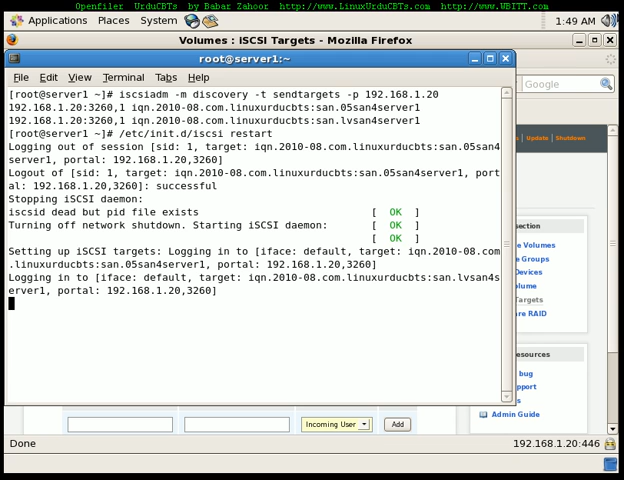 Openfiler UrduCBTs by Babar Zahoor http://www.LinuxUrduCBTs.com http://www.WBITT.com
Applications Places System 1:49 AM
Volumes : iSCSI Targets - Mozilla Firefox
root@server1:~
File Edit View Terminal Tabs Help
Google
[root@server1 ~]# iscsiadm -m discovery -t sendtargets -p 192.168.1.20
192.168.1.20:3260,1 iqn.2010-08.com.linuxurducbts:san.05san4server1
192.168.1.20:3260,1 iqn.2010-08.com.linuxurducbts:san.lvsan4server1
[root@server1 ~]# /etc/init.d/iscsi restart
Logging out of session [sid: 1, target: iqn.2010-08.com.linuxurducbts:san.05san4
server1, portal: 192.168.1.20,3260]
Logout of [sid: 1, target: iqn.2010-08.com.linuxurducbts:san.05san4server1, port
al: 192.168.1.20,3260]: successful
Stopping iSCSI daemon:
iscsid dead but pid file exists [ OK ]
Turning off network shutdown. Starting iSCSI daemon: [ OK ]
[ OK ]
Setting up iSCSI targets: Logging in to [iface: default, target: iqn.2010-08.com
.linuxurducbts:san.05san4server1, portal: 192.168.1.20,3260]
Logging in to [iface: default, target: iqn.2010-08.com.linuxurducbts:san.lvsan4s
erver1, portal: 192.168.1.20,3260]
s | Update | Shutdown
section
e Volumes
e Groups
Devices
olume
Targets
are RAID
esources
bug
pport
s
Admin Guide
Incoming User Add
Done 192.168.1.20:446